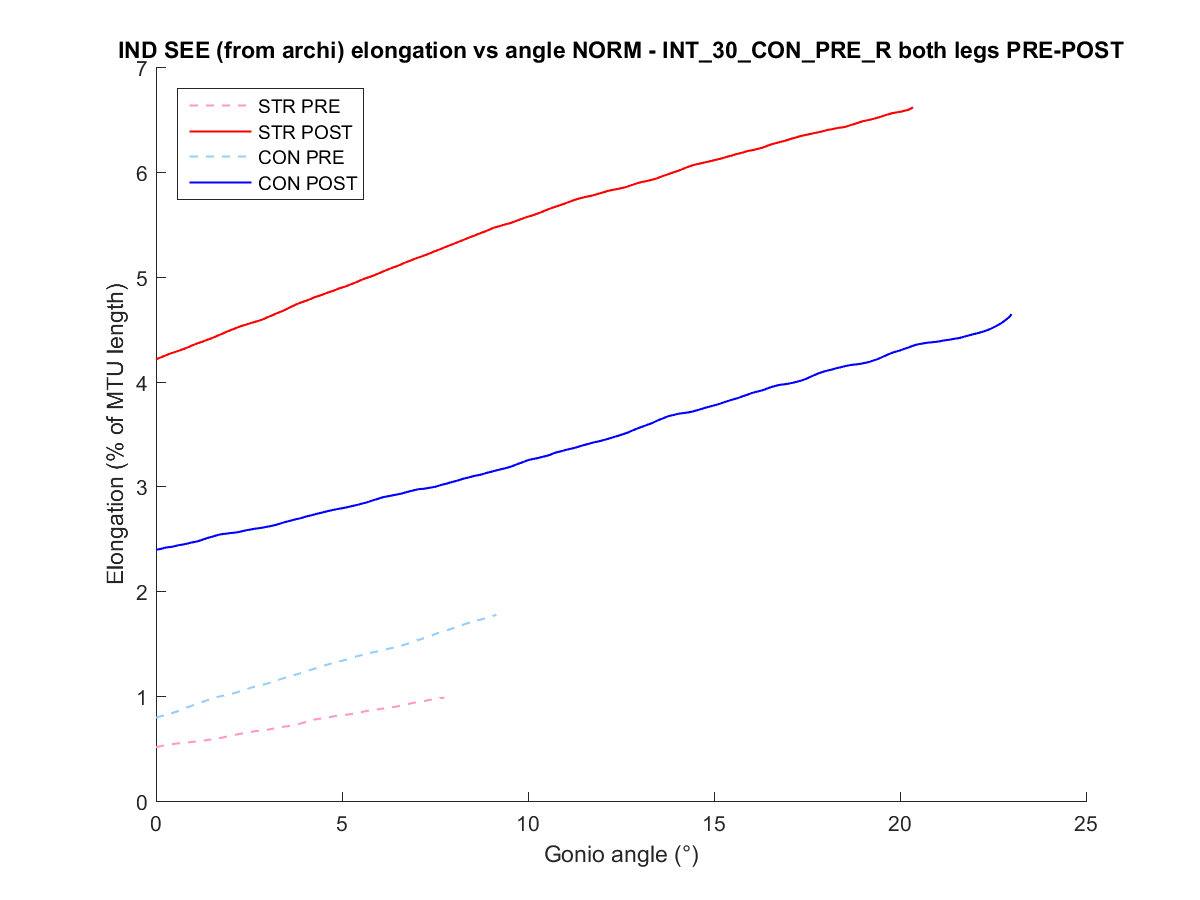 IND SEE (from archi) elongation vs angle NORM - INT_30_CON_PRE_R both legs PRE-POST
7
STR PRE
STR POST
CON PRE
CON POST
6
5
4
3
2
1
0
Elongation (% of MTU length)
0 5 10 15 20 25
Gonio angle (°)